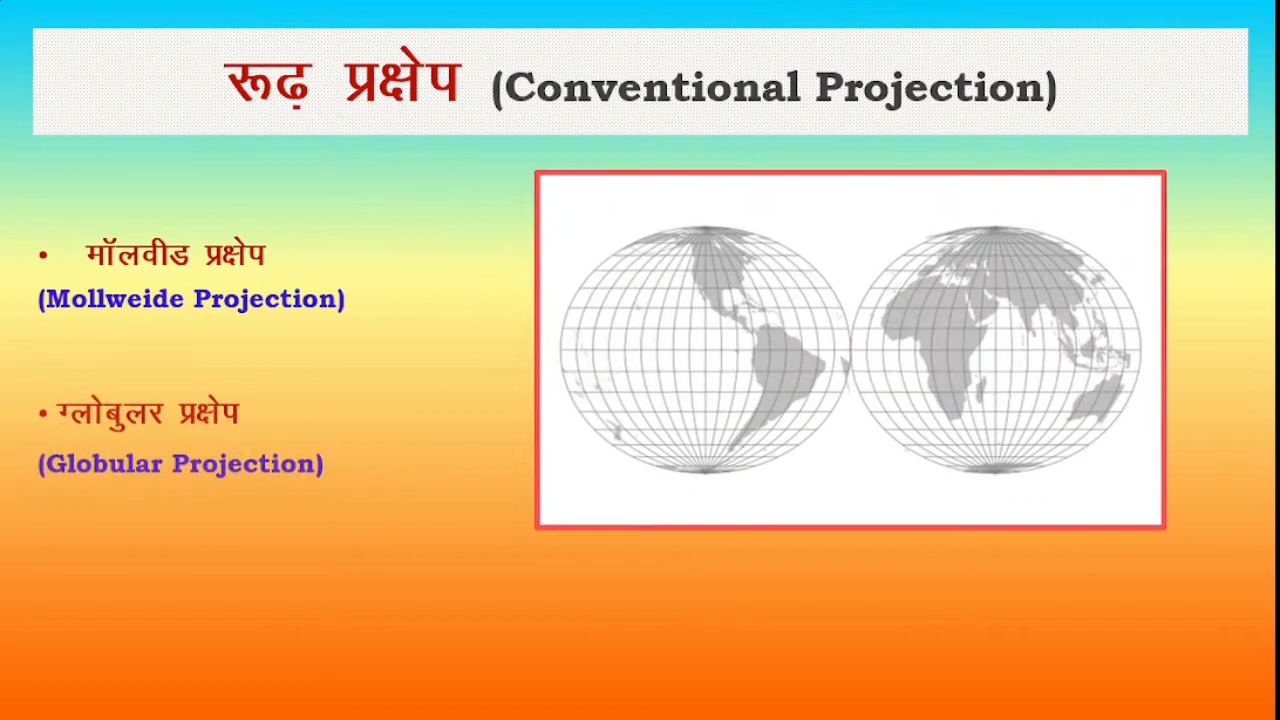 रूढ़ प्रक्षेप (Conventional Projection)
• मॉलवीड प्रक्षेप
(Mollweide Projection)
• ग्लोबुलर प्रक्षेप
(Globular Projection)